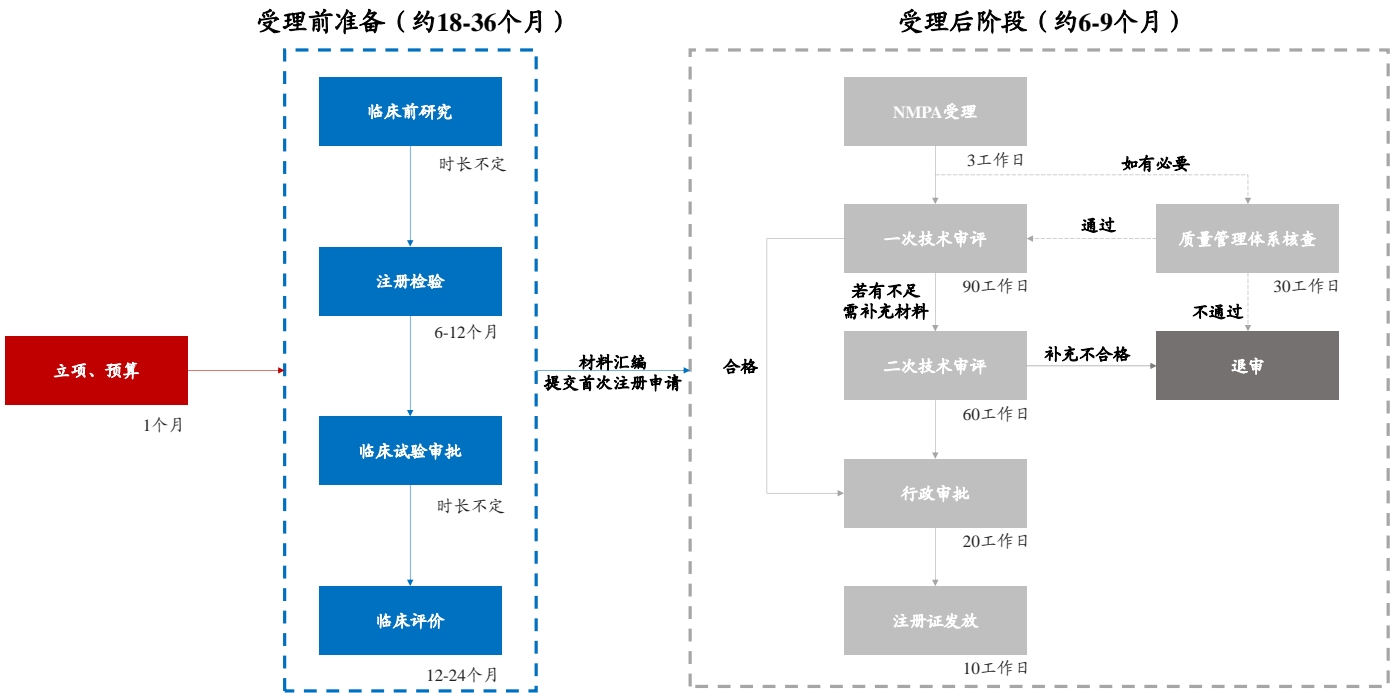 受理前准备（约18-36个月）
受理后阶段（约6-9个月）
立项、预算
1个月
临床前研究
时长不定
注册检验
6-12个月
临床试验审批
时长不定
临床评价
12-24个月
材料汇编
提交首次注册申请
NMPA受理
3工作日
如有必要
一次技术审评
90工作日
通过
质量管理体系核查
30工作日
若有不足
需补充材料
不通过
合格
二次技术审评
60工作日
补充不合格
退审
行政审批
20工作日
注册证发放
10工作日